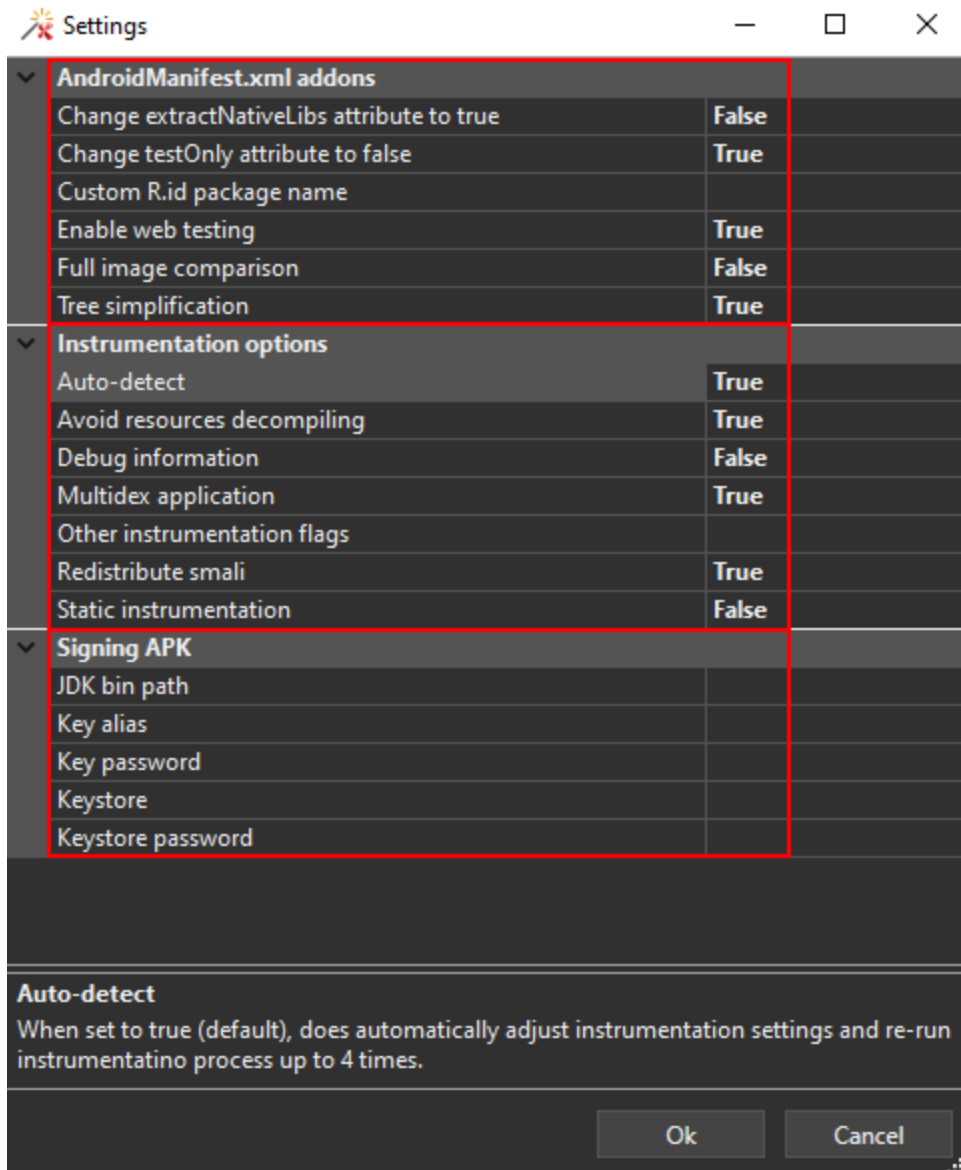 Settings
AndroidManifest.xml addons
Change extractNativeLibs attribute to true False
Change testOnly attribute to false True
Custom R.id package name
Enable web testing True
Full image comparison False
Tree simplification True
Instrumentation options
Auto-detect True
Avoid resources decompiling True
Debug information False
Multidex application True
Other instrumentation flags
Redistribute smali True
Static instrumentation False
Signing APK
JDK bin path
Key alias
Key password
Keystore
Keystore password
Auto-detect
When set to true (default), does automatically adjust instrumentation settings and re-run
instrumentatino process up to 4 times.
Ok Cancel